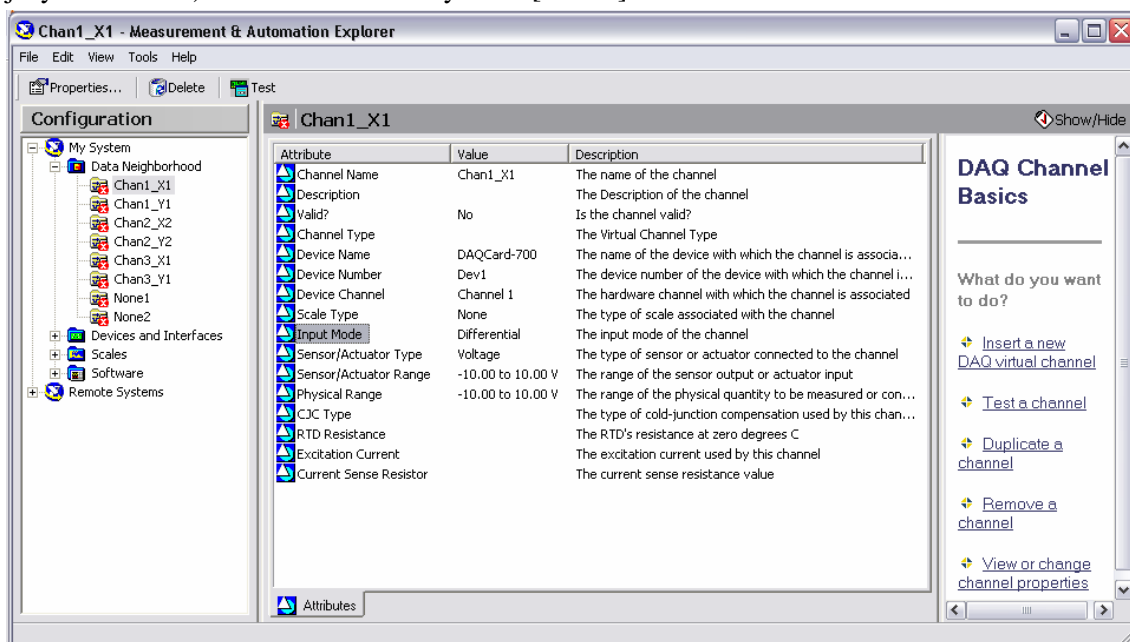 Chan1_X1 - Measurement & Automation Explorer
File Edit View Tools Help
Properties... Delete Test
Configuration
My System
Data Neighborhood
Chan1_X1
Chan1_Y1
Chan2_X2
Chan2_Y2
Chan3_X1
Chan3_Y1
None1
None2
Devices and Interfaces
Scales
Software
Remote Systems
Chan1_X1
Show/Hide
Attribute Value Description
Channel Name Chan1_X1 The name of the channel
Description The Description of the channel
Valid? No Is the channel valid?
Channel Type The Virtual Channel Type
Device Name DAQCard-700 The name of the device with which the channel is associa...
Device Number Dev1 The device number of the device with which the channel i...
Device Channel Channel 1 The hardware channel with which the channel is associated
Scale Type None The type of scale associated with the channel
Input Mode Differential The input mode of the channel
Sensor/Actuator Type Voltage The type of sensor or actuator connected to the channel
Sensor/Actuator Range -10.00 to 10.00 V The range of the sensor output or actuator input
Physical Range -10.00 to 10.00 V The range of the physical quantity to be measured or con...
CJC Type The type of cold-junction compensation used by this chan...
RTD Resistance The RTD's resistance at zero degrees C
Excitation Current The excitation current used by this channel
Current Sense Resistor The current sense resistance value
Attributes
DAQ Channel
Basics
What do you want
to do?
Insert a new
DAQ virtual channel
Test a channel
Duplicate a
channel
Remove a
channel
View or change
channel properties